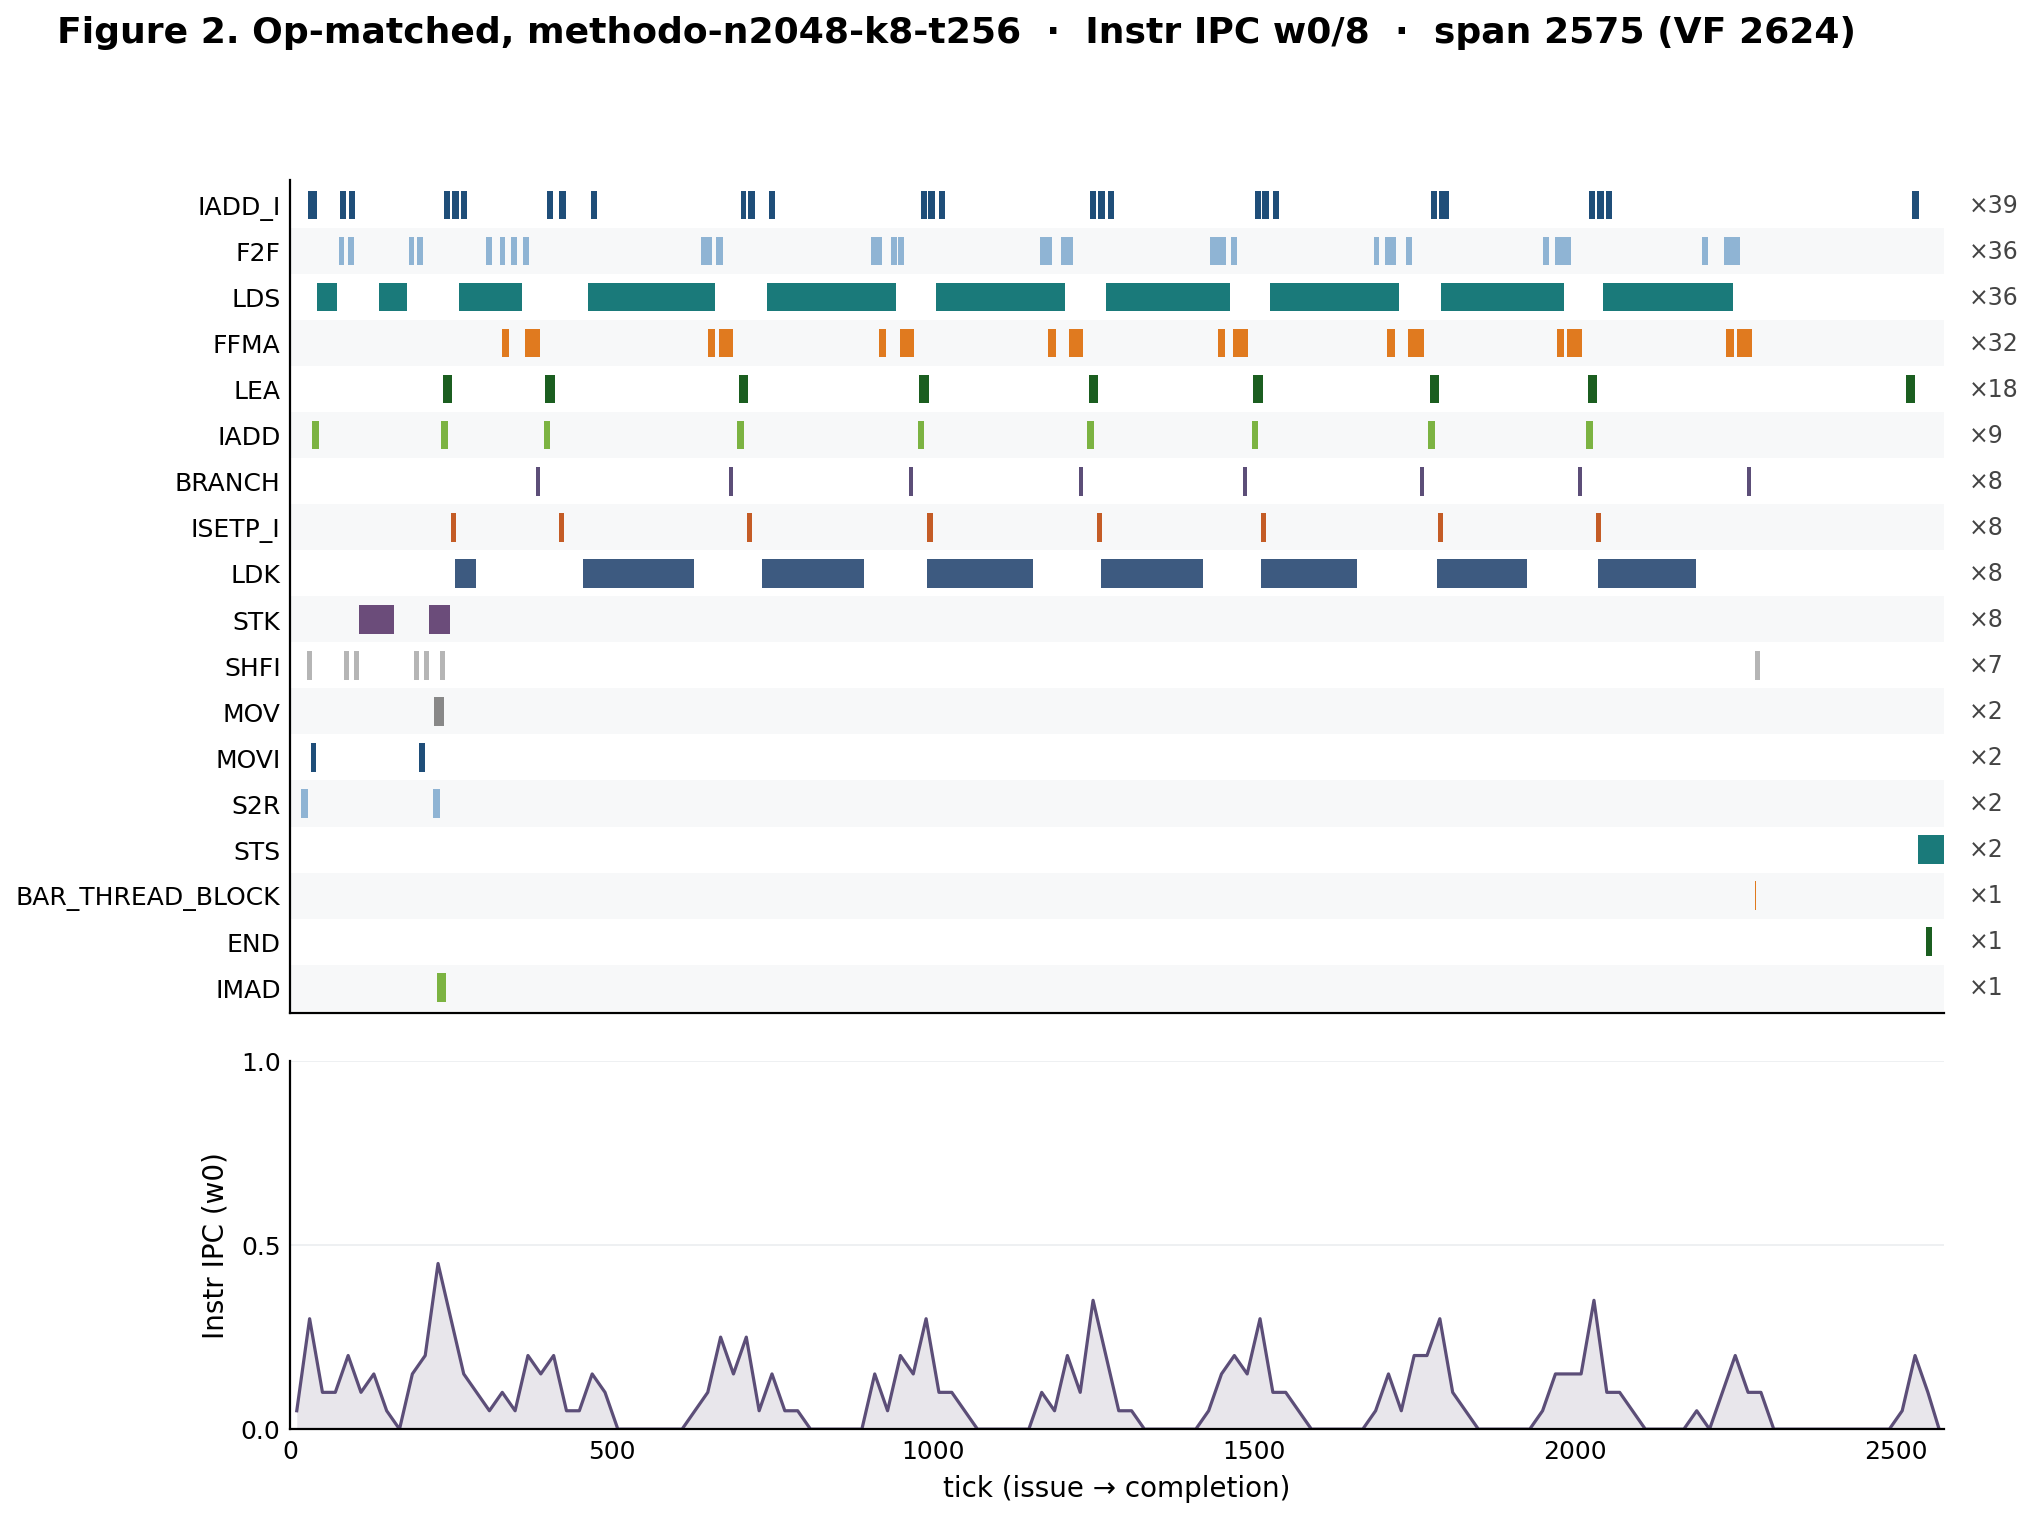 Figure 2. Op-matched, methodo-n2048-k8-t256 · Instr IPC w0/8 · span 2575 (VF 2624)
IADD_I ×39
F2F ×36
LDS ×36
FFMA ×32
LEA ×18
IADD ×9
BRANCH ×8
ISETP_I ×8
LDK ×8
STK ×8
SHFI ×7
MOV ×2
MOVI ×2
S2R ×2
STS ×2
BAR_THREAD_BLOCK ×1
END ×1
IMAD ×1
1.0
0.5
0.0
Instr IPC (w0)
0 500 1000 1500 2000 2500
tick (issue → completion)